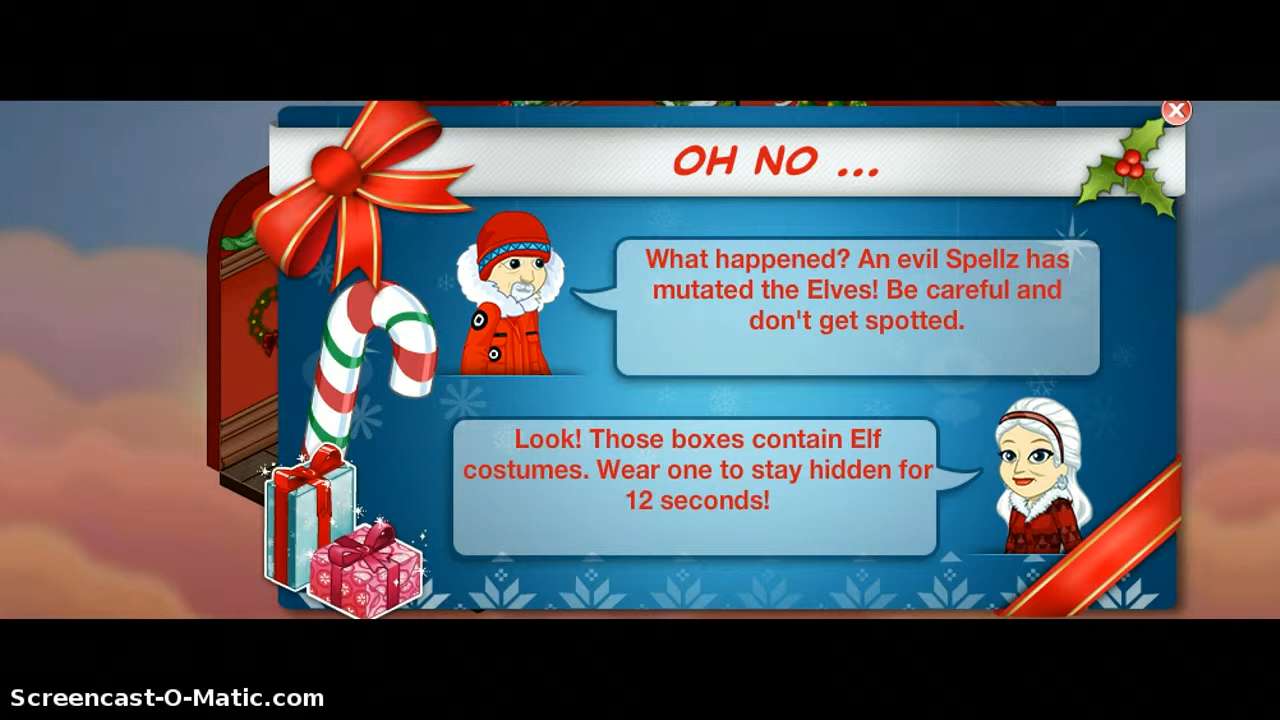 OH NO ...
What happened? An evil Spellz has
mutated the Elves! Be careful and
don't get spotted.
Look! Those boxes contain Elf
costumes. Wear one to stay hidden for
12 seconds!
Screencast-O-Matic.com